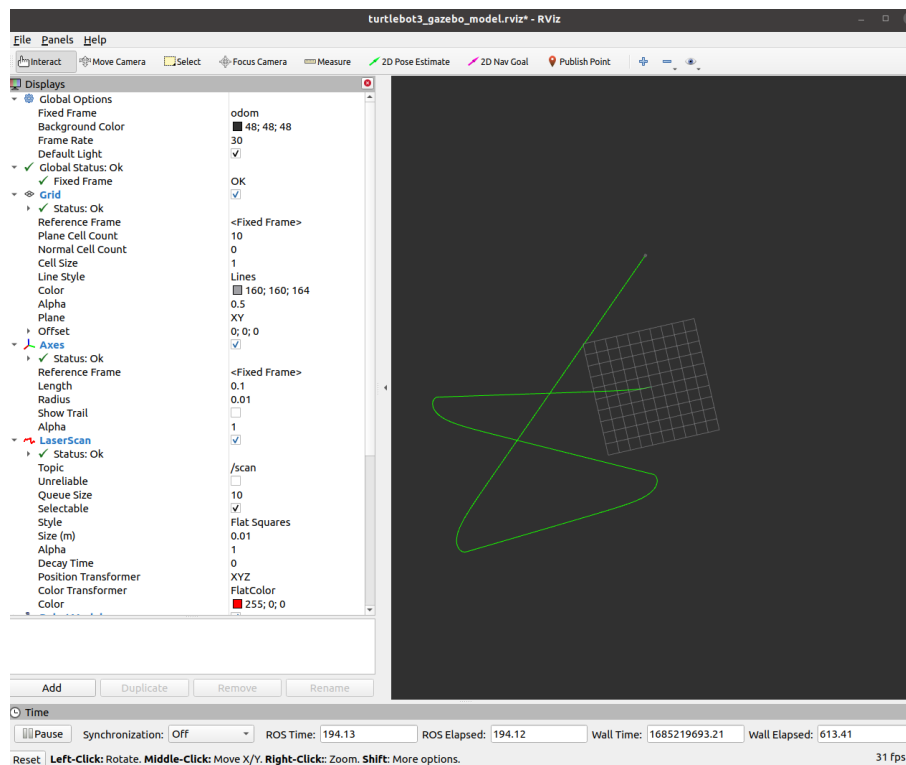 turtlebot3_gazebo_model.rviz* - RViz
File Panels Help
Interact Move Camera Select Focus Camera Measure 2D Pose Estimate 2D Nav Goal Publish Point
Displays
Global Options
Fixed Frame odom
Background Color 48; 48; 48
Frame Rate 30
Default Light
Global Status: Ok
Fixed Frame OK
Grid
Status: Ok
Reference Frame <Fixed Frame>
Plane Cell Count 10
Normal Cell Count 0
Cell Size 1
Line Style Lines
Color 160; 160; 164
Alpha 0.5
Plane XY
Offset 0; 0; 0
Axes
Status: Ok
Reference Frame <Fixed Frame>
Length 0.1
Radius 0.01
Show Trail
Alpha 1
LaserScan
Status: Ok
Topic /scan
Unreliable
Queue Size 10
Selectable
Style Flat Squares
Size (m) 0.01
Alpha 1
Decay Time 0
Position Transformer XYZ
Color Transformer FlatColor
Color 255; 0; 0
Add Duplicate Remove Rename
Time
Pause Synchronization: Off ROS Time: 194.13 ROS Elapsed: 194.12 Wall Time: 1685219693.21 Wall Elapsed: 613.41
Reset Left-Click: Rotate. Middle-Click: Move X/Y. Right-Click:: Zoom. Shift: More options. 31 fps